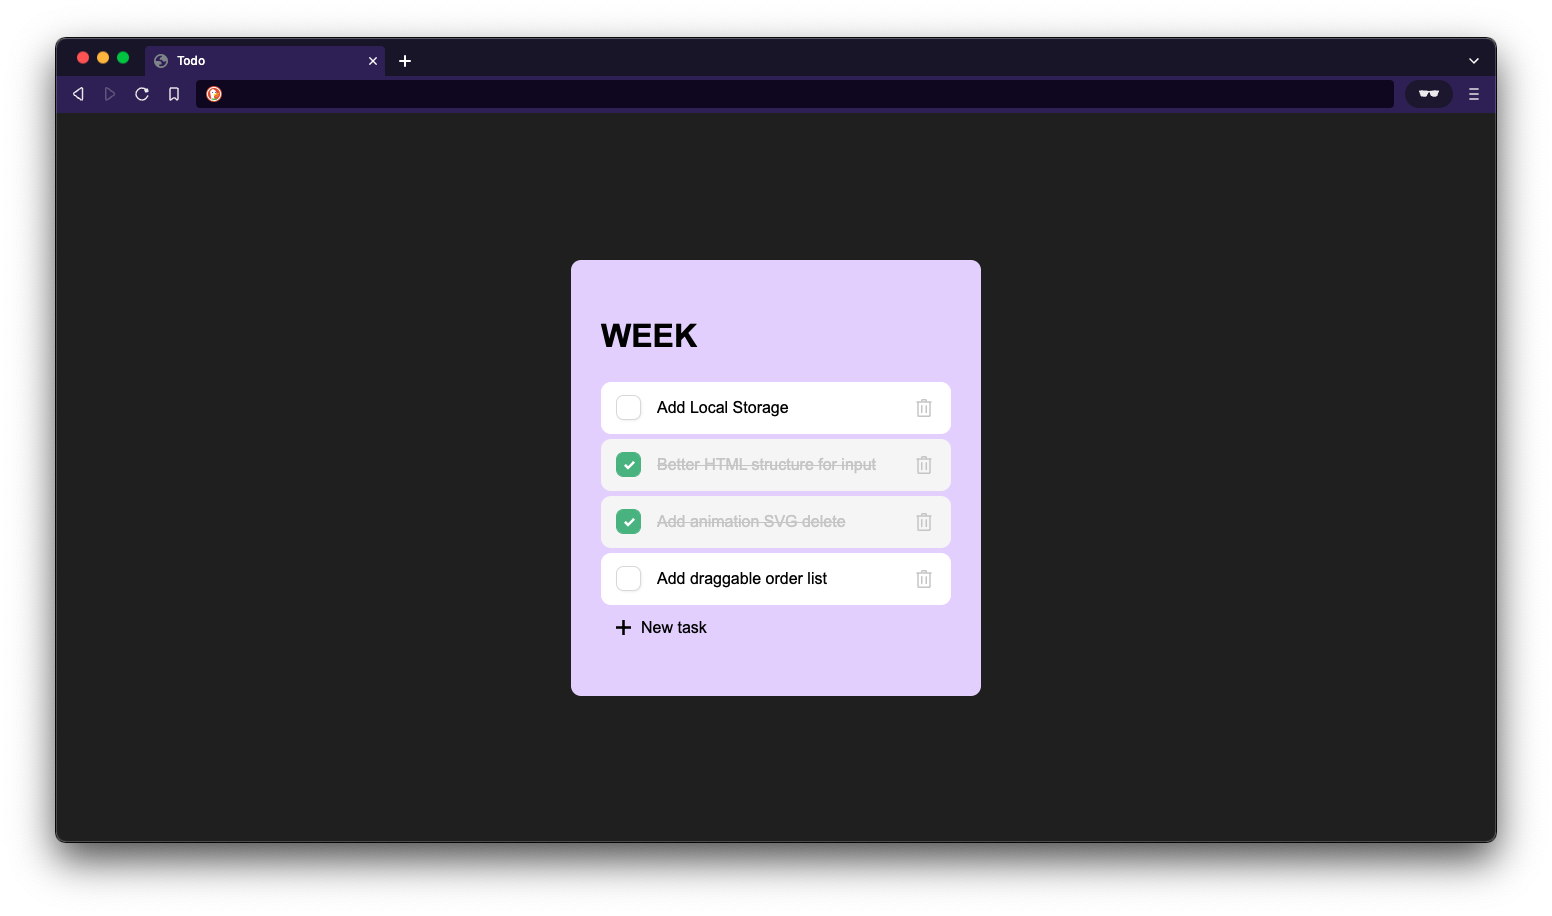 Todo
WEEK
Add Local Storage
Better HTML structure for input
Add animation SVG delete
Add draggable order list
New task